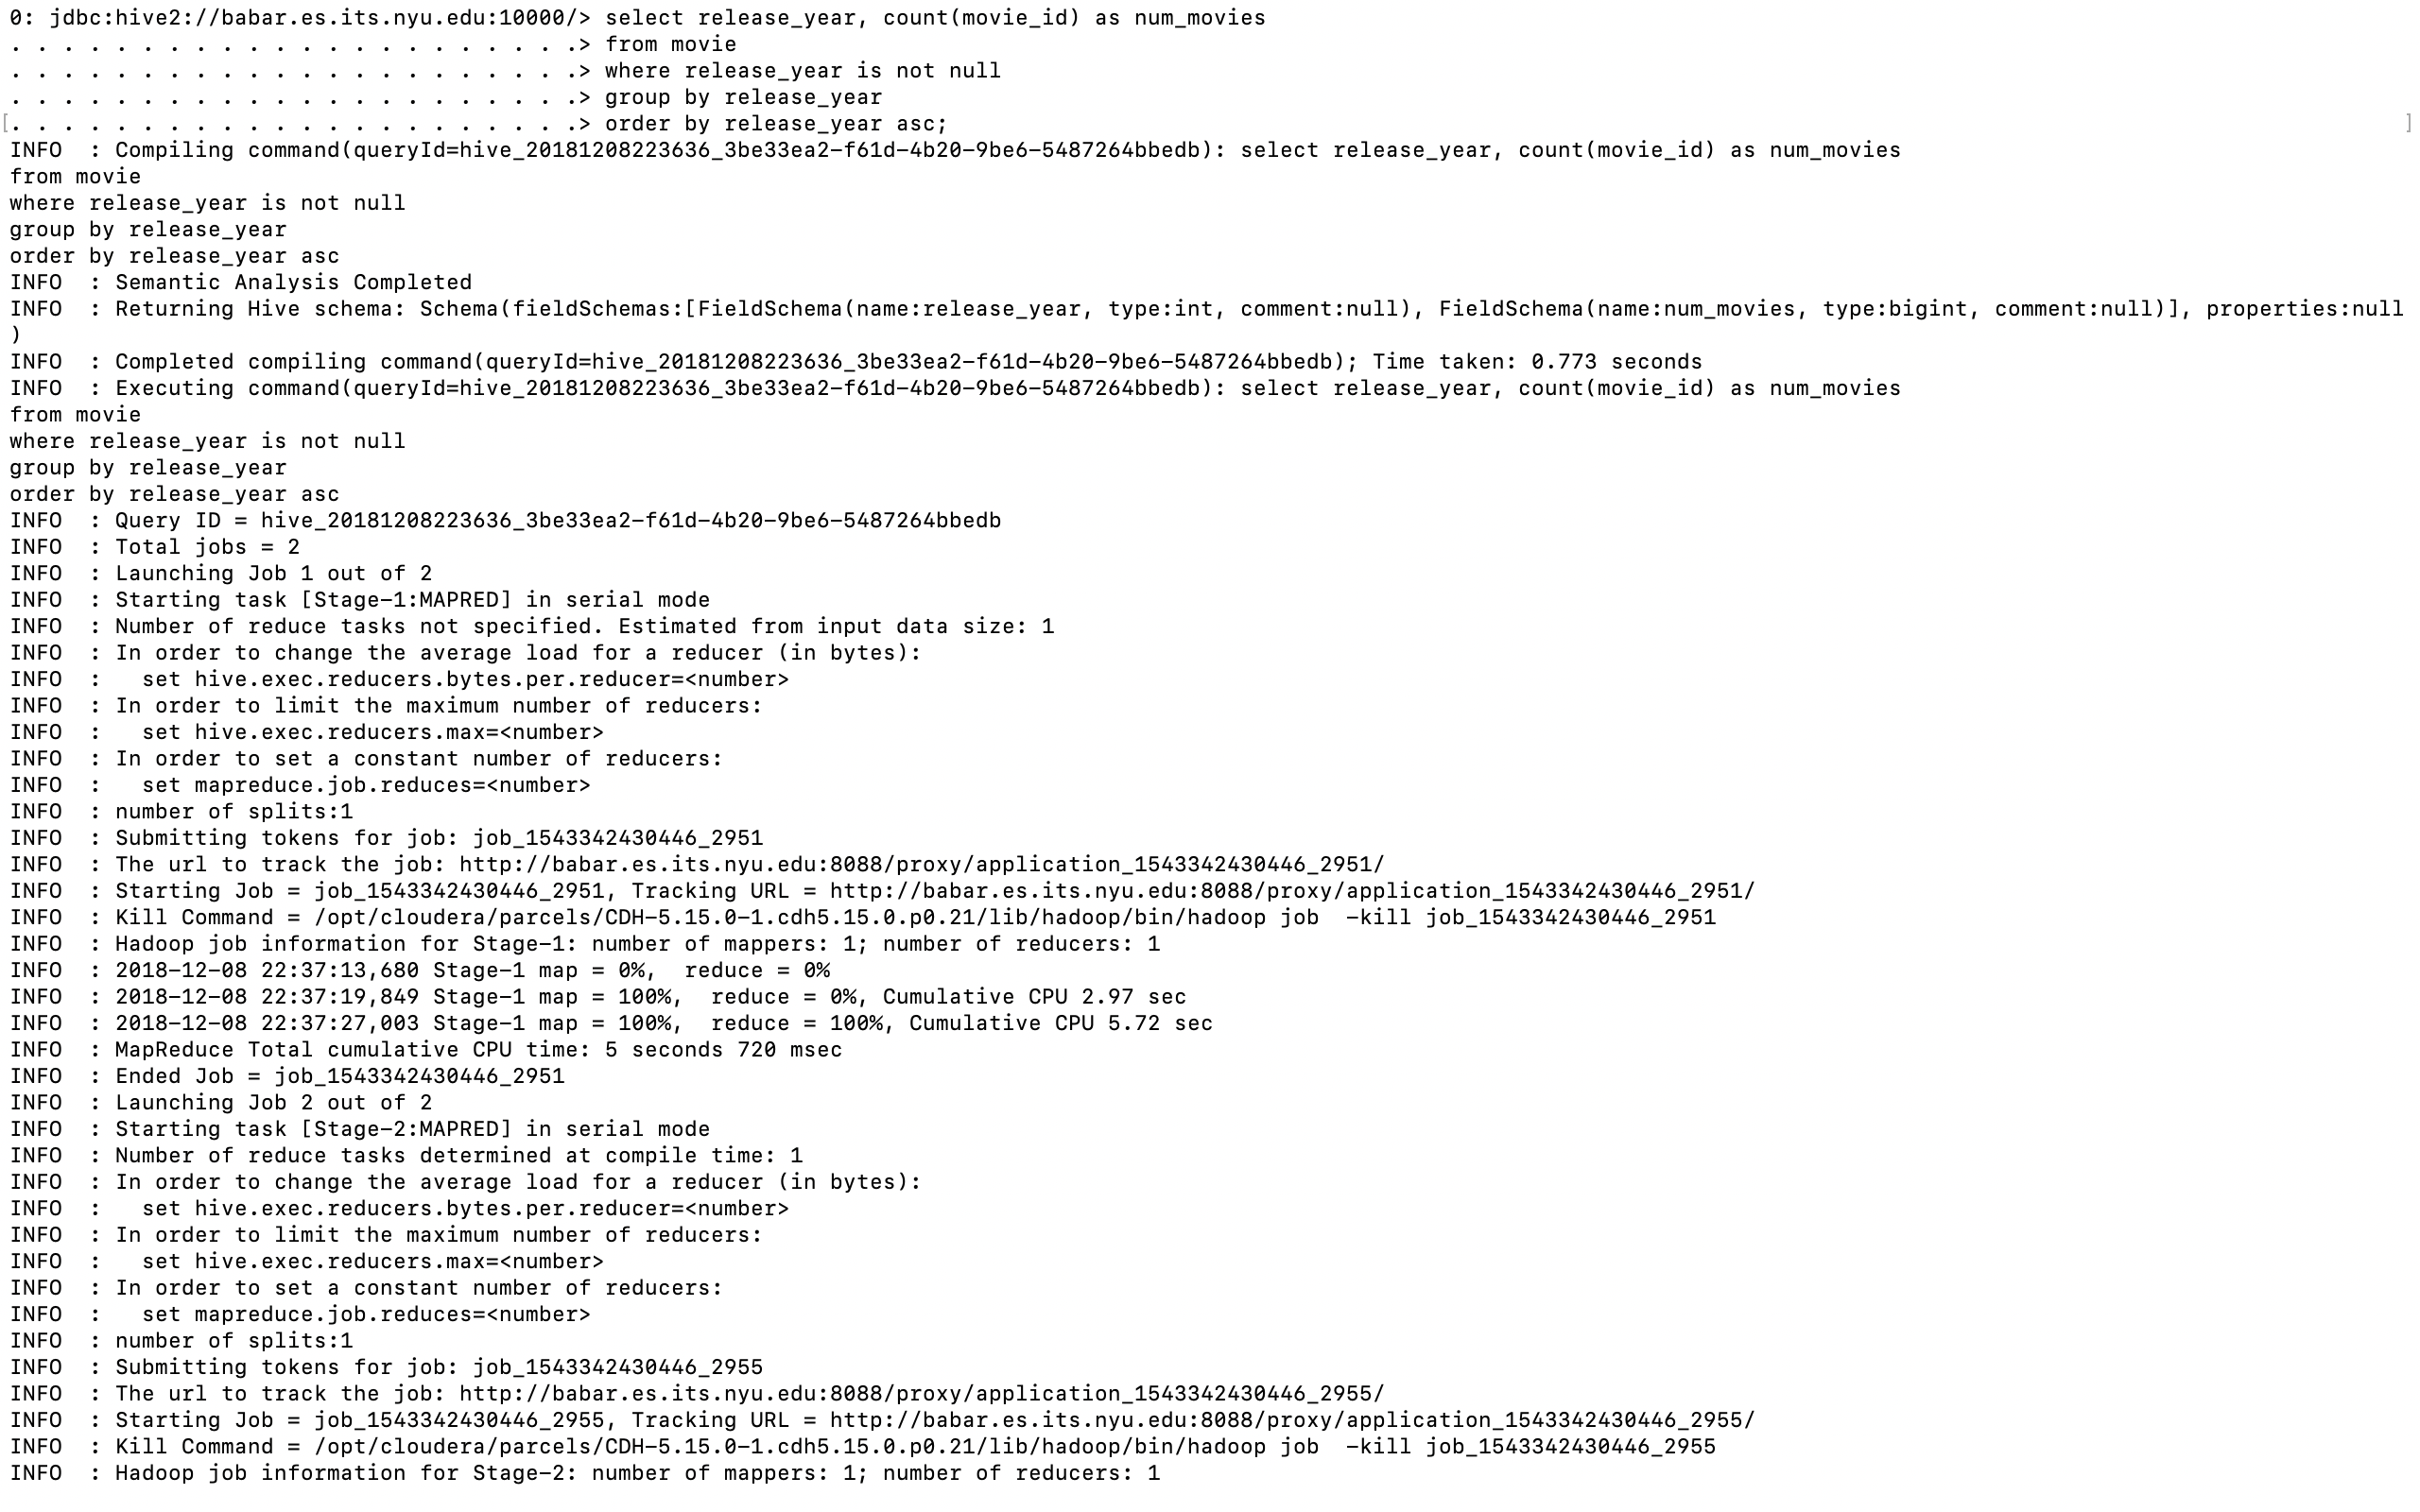 0: jdbc:hive2://babar.es.its.nyu.edu:10000/> select release_year, count(movie_id) as num_movies
. . . . . . . . . . . . . . . . . . . . . .> from movie
. . . . . . . . . . . . . . . . . . . . . .> where release_year is not null
. . . . . . . . . . . . . . . . . . . . . .> group by release_year
[. . . . . . . . . . . . . . . . . . . . . .> order by release_year asc; ]
INFO  : Compiling command(queryId=hive_20181208223636_3be33ea2-f61d-4b20-9be6-5487264bbedb): select release_year, count(movie_id) as num_movies
from movie
where release_year is not null
group by release_year
order by release_year asc
INFO  : Semantic Analysis Completed
INFO  : Returning Hive schema: Schema(fieldSchemas:[FieldSchema(name:release_year, type:int, comment:null), FieldSchema(name:num_movies, type:bigint, comment:null)], properties:null
)
INFO  : Completed compiling command(queryId=hive_20181208223636_3be33ea2-f61d-4b20-9be6-5487264bbedb); Time taken: 0.773 seconds
INFO  : Executing command(queryId=hive_20181208223636_3be33ea2-f61d-4b20-9be6-5487264bbedb): select release_year, count(movie_id) as num_movies
from movie
where release_year is not null
group by release_year
order by release_year asc
INFO  : Query ID = hive_20181208223636_3be33ea2-f61d-4b20-9be6-5487264bbedb
INFO  : Total jobs = 2
INFO  : Launching Job 1 out of 2
INFO  : Starting task [Stage-1:MAPRED] in serial mode
INFO  : Number of reduce tasks not specified. Estimated from input data size: 1
INFO  : In order to change the average load for a reducer (in bytes):
INFO  :   set hive.exec.reducers.bytes.per.reducer=<number>
INFO  : In order to limit the maximum number of reducers:
INFO  :   set hive.exec.reducers.max=<number>
INFO  : In order to set a constant number of reducers:
INFO  :   set mapreduce.job.reduces=<number>
INFO  : number of splits:1
INFO  : Submitting tokens for job: job_1543342430446_2951
INFO  : The url to track the job: http://babar.es.its.nyu.edu:8088/proxy/application_1543342430446_2951/
INFO  : Starting Job = job_1543342430446_2951, Tracking URL = http://babar.es.its.nyu.edu:8088/proxy/application_1543342430446_2951/
INFO  : Kill Command = /opt/cloudera/parcels/CDH-5.15.0-1.cdh5.15.0.p0.21/lib/hadoop/bin/hadoop job  -kill job_1543342430446_2951
INFO  : Hadoop job information for Stage-1: number of mappers: 1; number of reducers: 1
INFO  : 2018-12-08 22:37:13,680 Stage-1 map = 0%,  reduce = 0%
INFO  : 2018-12-08 22:37:19,849 Stage-1 map = 100%,  reduce = 0%, Cumulative CPU 2.97 sec
INFO  : 2018-12-08 22:37:27,003 Stage-1 map = 100%,  reduce = 100%, Cumulative CPU 5.72 sec
INFO  : MapReduce Total cumulative CPU time: 5 seconds 720 msec
INFO  : Ended Job = job_1543342430446_2951
INFO  : Launching Job 2 out of 2
INFO  : Starting task [Stage-2:MAPRED] in serial mode
INFO  : Number of reduce tasks determined at compile time: 1
INFO  : In order to change the average load for a reducer (in bytes):
INFO  :   set hive.exec.reducers.bytes.per.reducer=<number>
INFO  : In order to limit the maximum number of reducers:
INFO  :   set hive.exec.reducers.max=<number>
INFO  : In order to set a constant number of reducers:
INFO  :   set mapreduce.job.reduces=<number>
INFO  : number of splits:1
INFO  : Submitting tokens for job: job_1543342430446_2955
INFO  : The url to track the job: http://babar.es.its.nyu.edu:8088/proxy/application_1543342430446_2955/
INFO  : Starting Job = job_1543342430446_2955, Tracking URL = http://babar.es.its.nyu.edu:8088/proxy/application_1543342430446_2955/
INFO  : Kill Command = /opt/cloudera/parcels/CDH-5.15.0-1.cdh5.15.0.p0.21/lib/hadoop/bin/hadoop job  -kill job_1543342430446_2955
INFO  : Hadoop job information for Stage-2: number of mappers: 1; number of reducers: 1